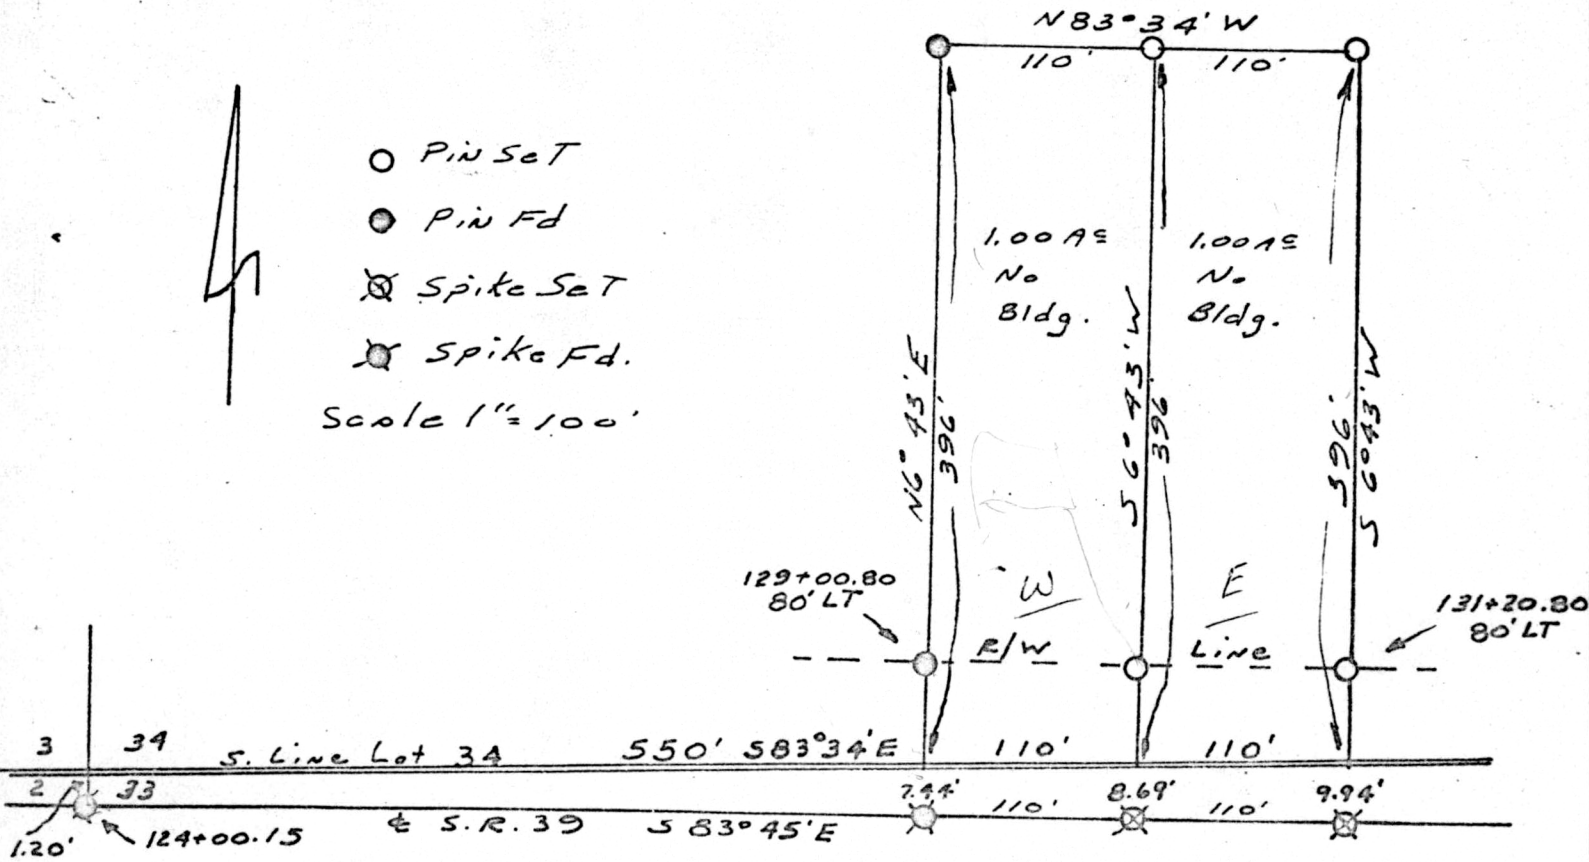 N 83° 34' W
110'
110'
Pin Set
Pin Fd
Spike Set
Spike Fd.
Scale 1"= 100'
1.00 Ac
No
Bldg.
1.00 Ac
No
Bldg.
N 6° 43' E
396'
S 6° 43' W
396'
396'
S 6° 43' W
129+00.80
80' LT
W
E
131+20.80
80' LT
R/W
Line
3
34
S. Line Lot 34
550' S 83° 34' E
110'
110'
2
33
7.44'
8.69'
9.94'
110'
110'
1.20'
124+00.15
℄ S.R. 39
S 83° 45' E